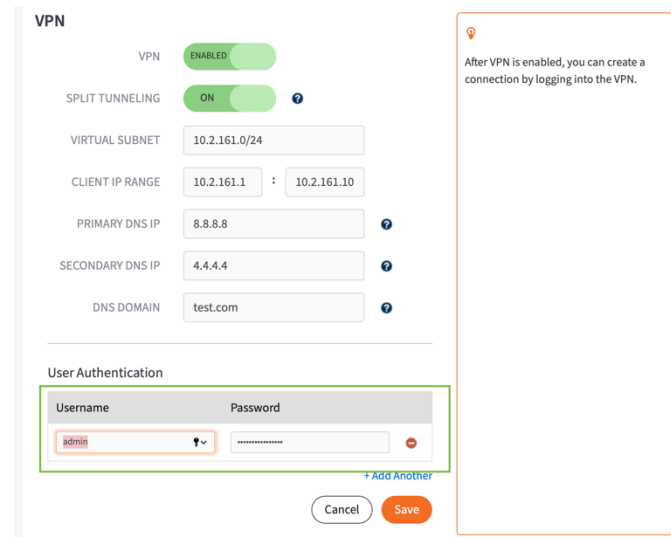 VPN
VPN ENABLED
SPLIT TUNNELING ON
VIRTUAL SUBNET 10.2.161.0/24
CLIENT IP RANGE 10.2.161.1 : 10.2.161.10
PRIMARY DNS IP 8.8.8.8
SECONDARY DNS IP 4.4.4.4
DNS DOMAIN test.com
User Authentication
Username Password
admin ••••••••••••••••
+ Add Another
Cancel Save
After VPN is enabled, you can create a
connection by logging into the VPN.